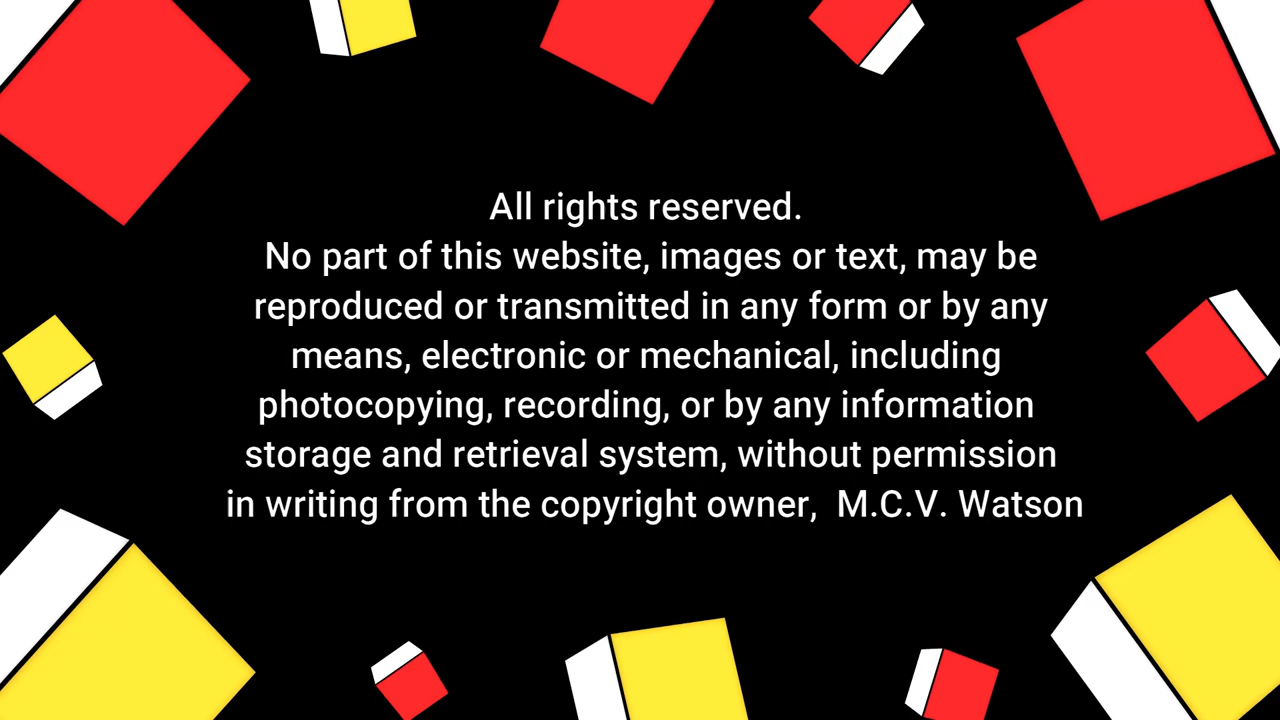 All rights reserved.
No part of this website, images or text, may be
reproduced or transmitted in any form or by any
means, electronic or mechanical, including
photocopying, recording, or by any information
storage and retrieval system, without permission
in writing from the copyright owner,  M.C.V. Watson